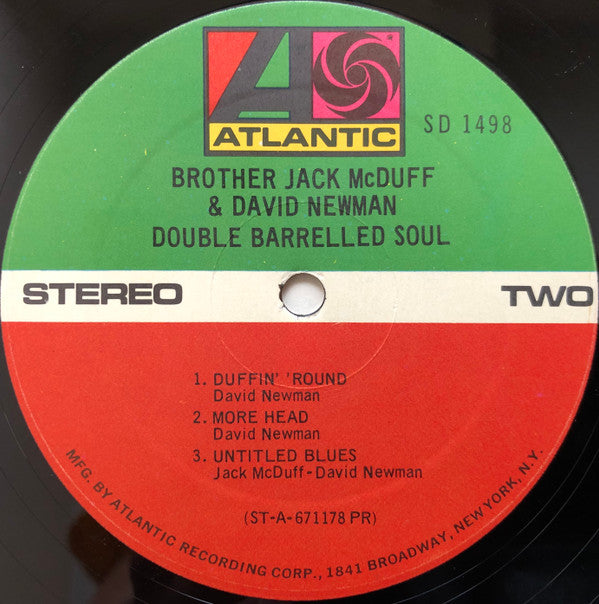 ATLANTIC
SD 1498
BROTHER JACK McDUFF
& DAVID NEWMAN
DOUBLE BARRELLED SOUL
STEREO
TWO
1. DUFFIN' 'ROUND
David Newman
2. MORE HEAD
David Newman
3. UNTITLED BLUES
Jack McDuff-David Newman
(ST-A-671178 PR)
MFG. BY ATLANTIC RECORDING CORP., 1841 BROADWAY, NEW YORK, N.Y.